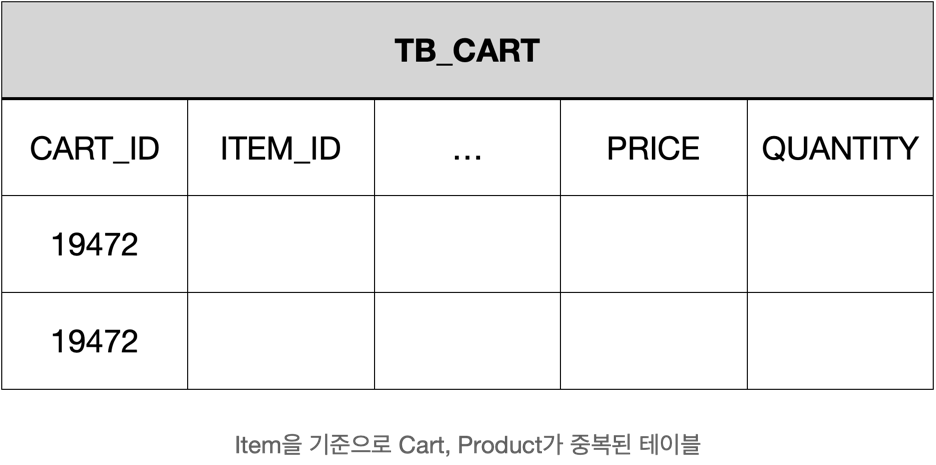 TB_CART
CART_ID ITEM_ID ... PRICE QUANTITY
19472
19472
Item을 기준으로 Cart, Product가 중복된 테이블